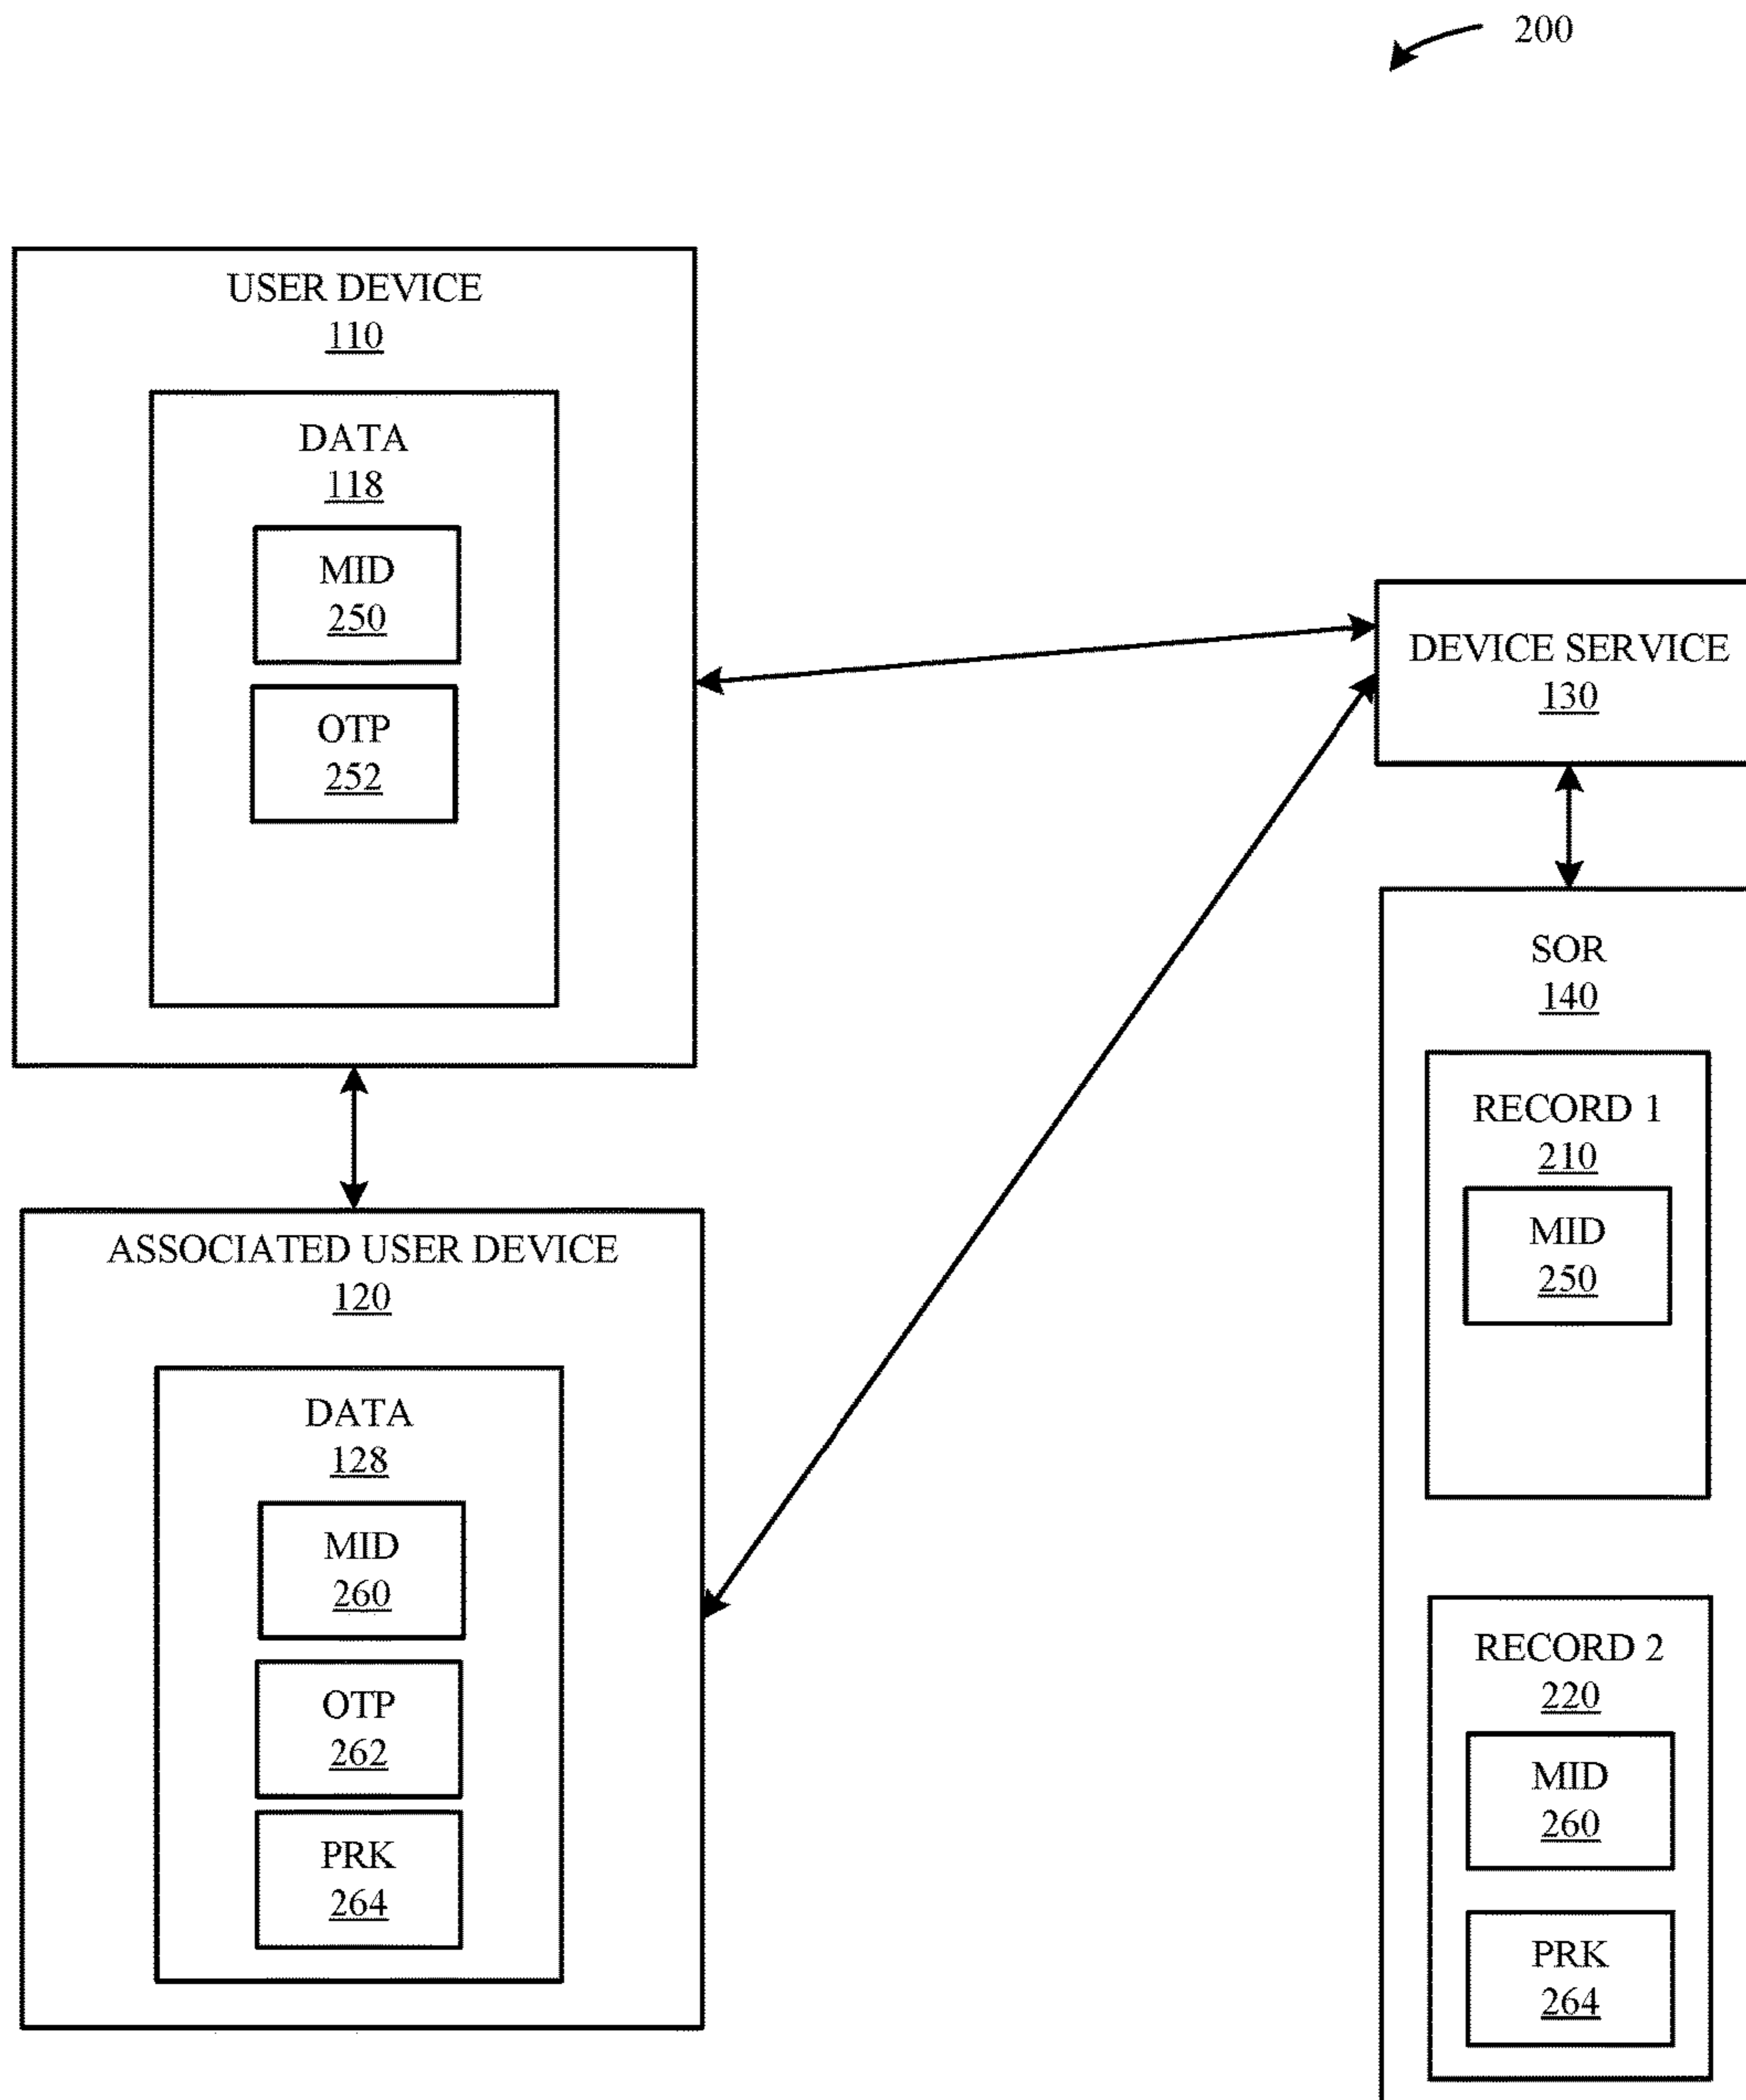 200
USER DEVICE
110
DATA
118
MID
250
OTP
252
DEVICE SERVICE
130
SOR
140
RECORD 1
210
MID
250
ASSOCIATED USER DEVICE
120
DATA
128
MID
260
OTP
262
PRK
264
RECORD 2
220
MID
260
PRK
264